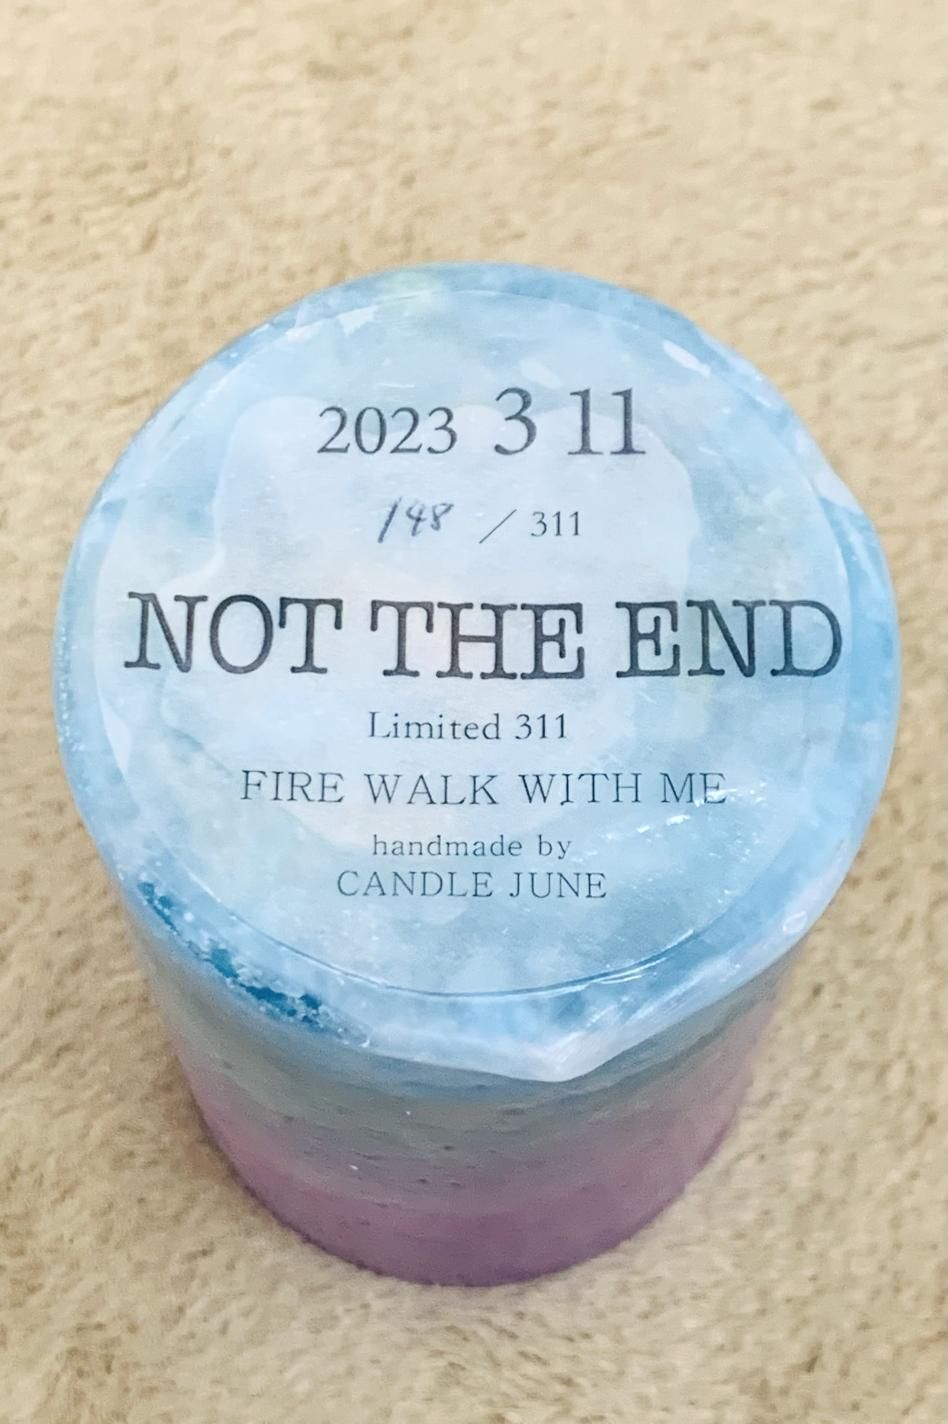 2023 3 11
148 / 311
NOT THE END
Limited 311
FIRE WALK WITH ME
handmade by
CANDLE JUNE